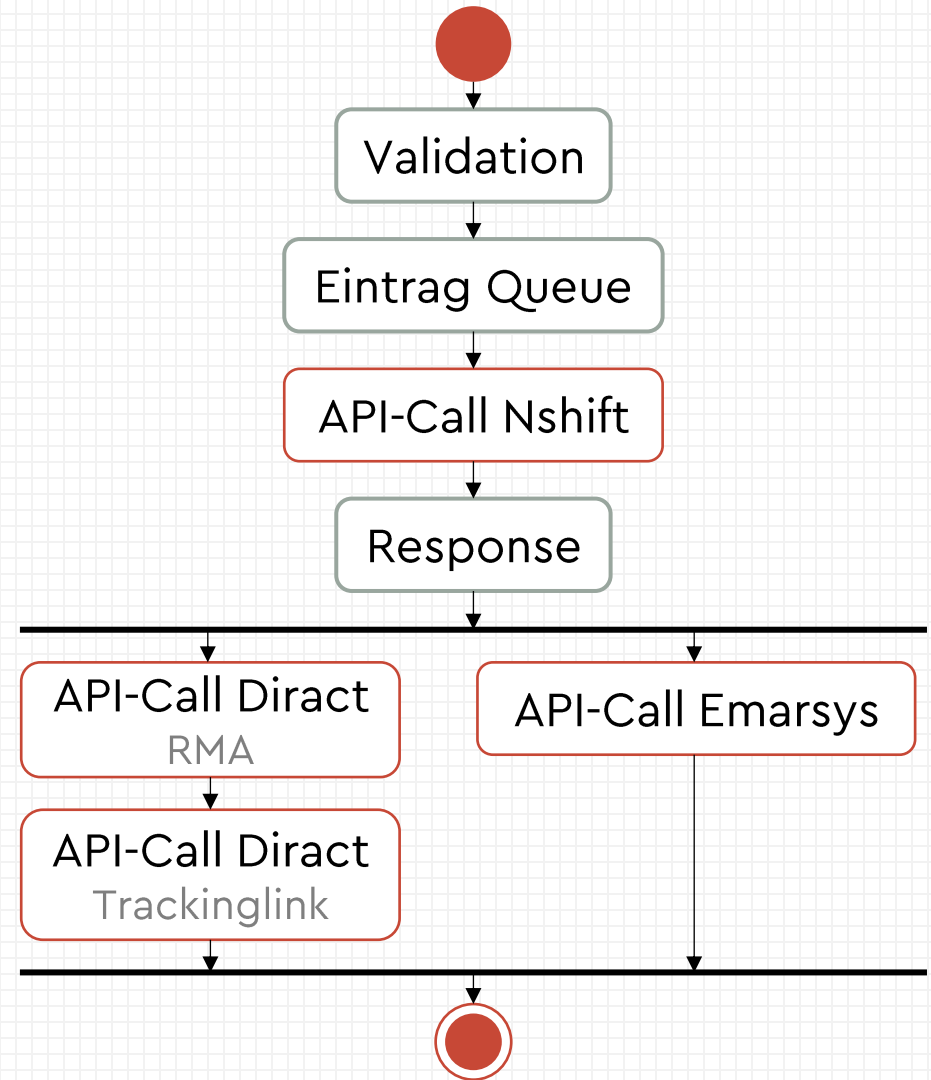 Validation
Eintrag Queue
API-Call Nshift
Response
API-Call Diract
RMA
API-Call Emarsys
API-Call Diract
Trackinglink